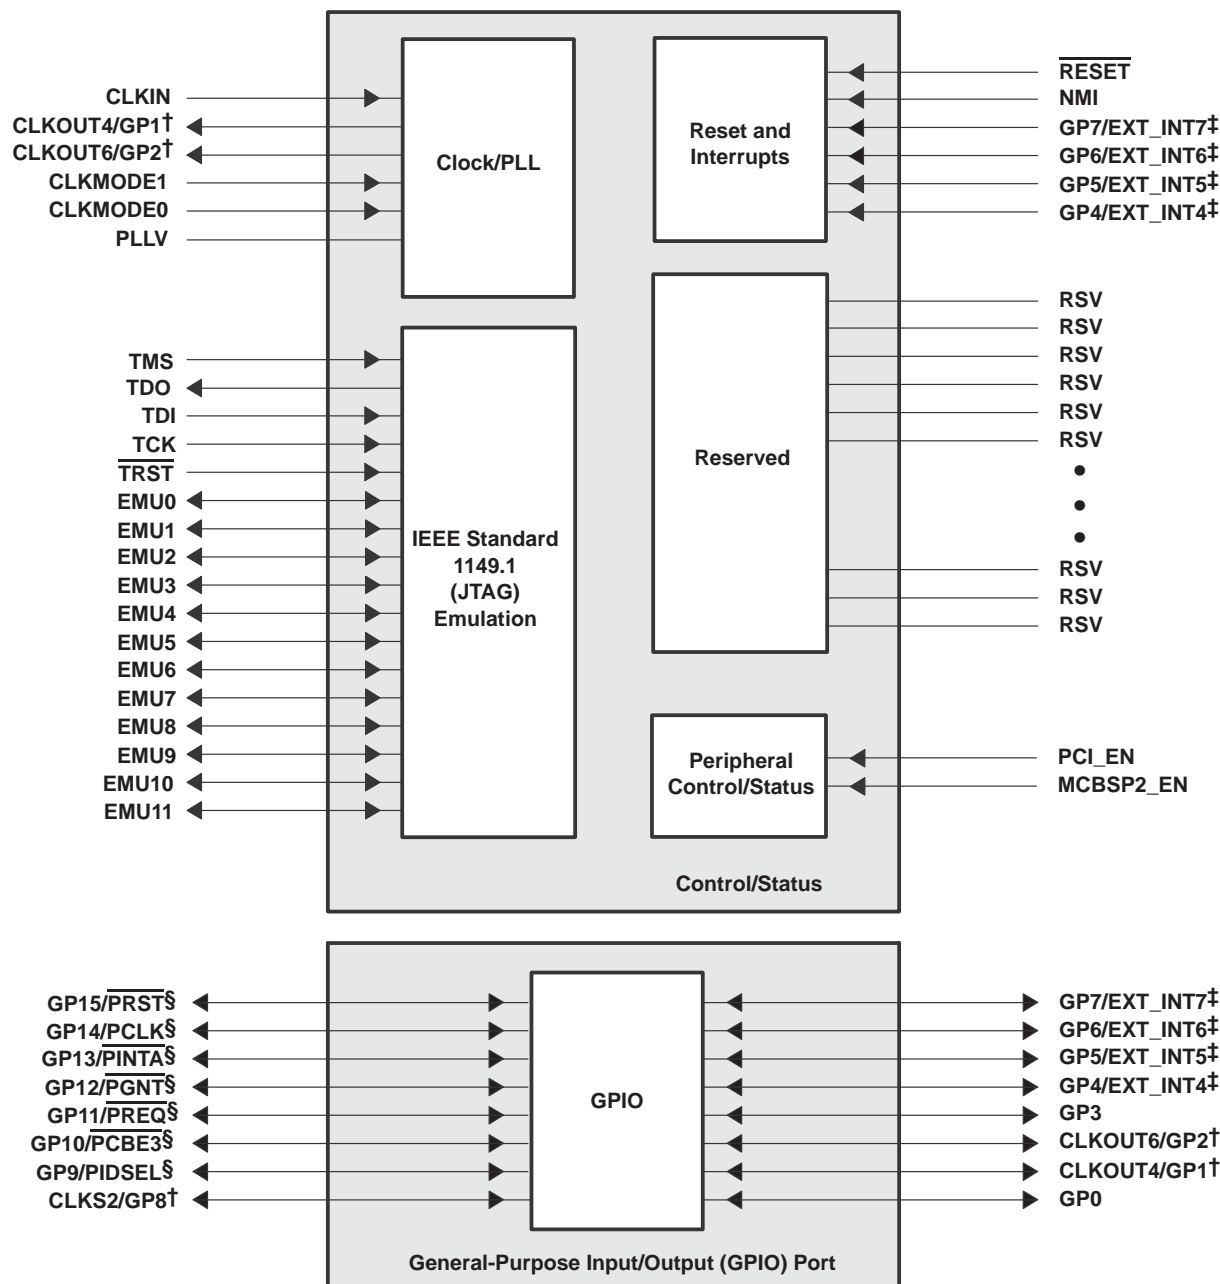 CLKIN
CLKOUT4/GP1†
CLKOUT6/GP2†
CLKMODE1
CLKMODE0
PLLV
Clock/PLL
Reset and
Interrupts
RESET
NMI
GP7/EXT_INT7‡
GP6/EXT_INT6‡
GP5/EXT_INT5‡
GP4/EXT_INT4‡
TMS
TDO
TDI
TCK
TRST
EMU0
EMU1
EMU2
EMU3
EMU4
EMU5
EMU6
EMU7
EMU8
EMU9
EMU10
EMU11
IEEE Standard
1149.1
(JTAG)
Emulation
Reserved
RSV
RSV
RSV
RSV
RSV
RSV
•
•
•
RSV
RSV
RSV
Peripheral
Control/Status
PCI_EN
MCBSP2_EN
Control/Status
GP15/PRST§
GP14/PCLK§
GP13/PINTA§
GP12/PGNT§
GP11/PREQ§
GP10/PCBE3§
GP9/PIDSEL§
CLKS2/GP8†
GPIO
GP7/EXT_INT7‡
GP6/EXT_INT6‡
GP5/EXT_INT5‡
GP4/EXT_INT4‡
GP3
CLKOUT6/GP2†
CLKOUT4/GP1†
GP0
General-Purpose Input/Output (GPIO) Port